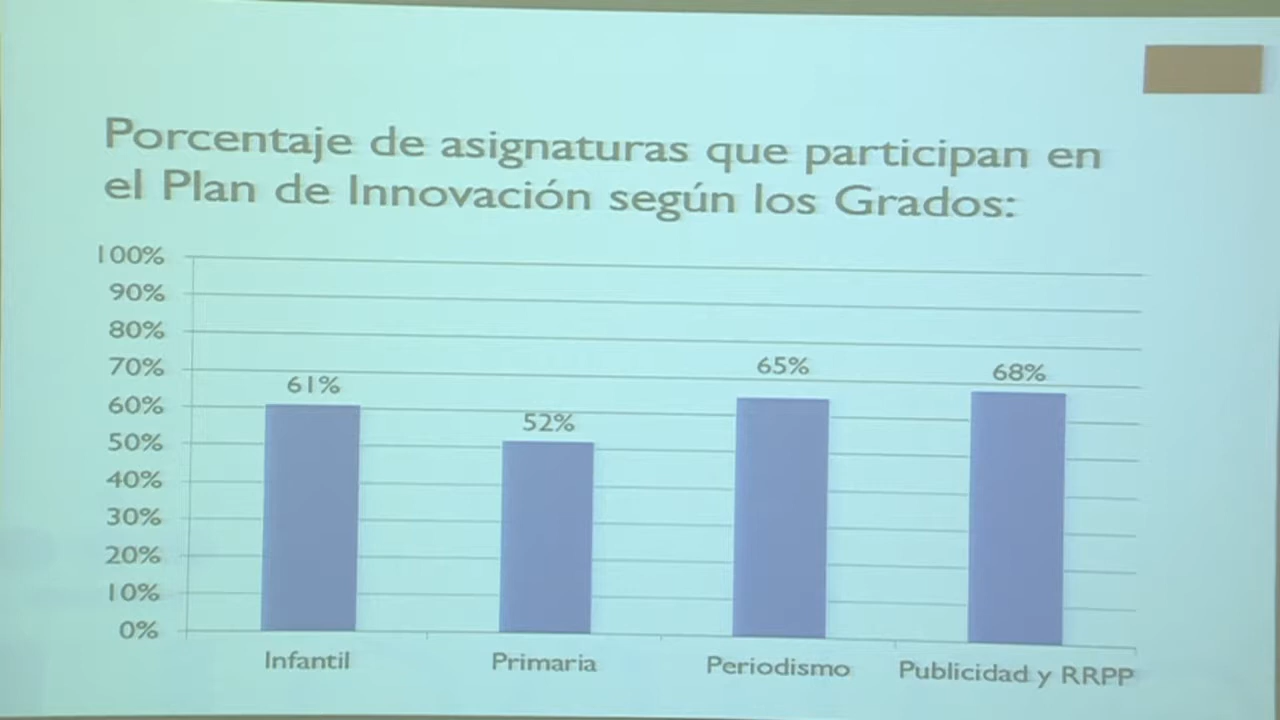 Porcentaje de asignaturas que participan en
el Plan de Innovación según los Grados:
100%
90%
80%
70%
60%
50%
40%
30%
20%
10%
0%
61%
52%
65%
68%
Infantil
Primaria
Periodismo
Publicidad y RRPP